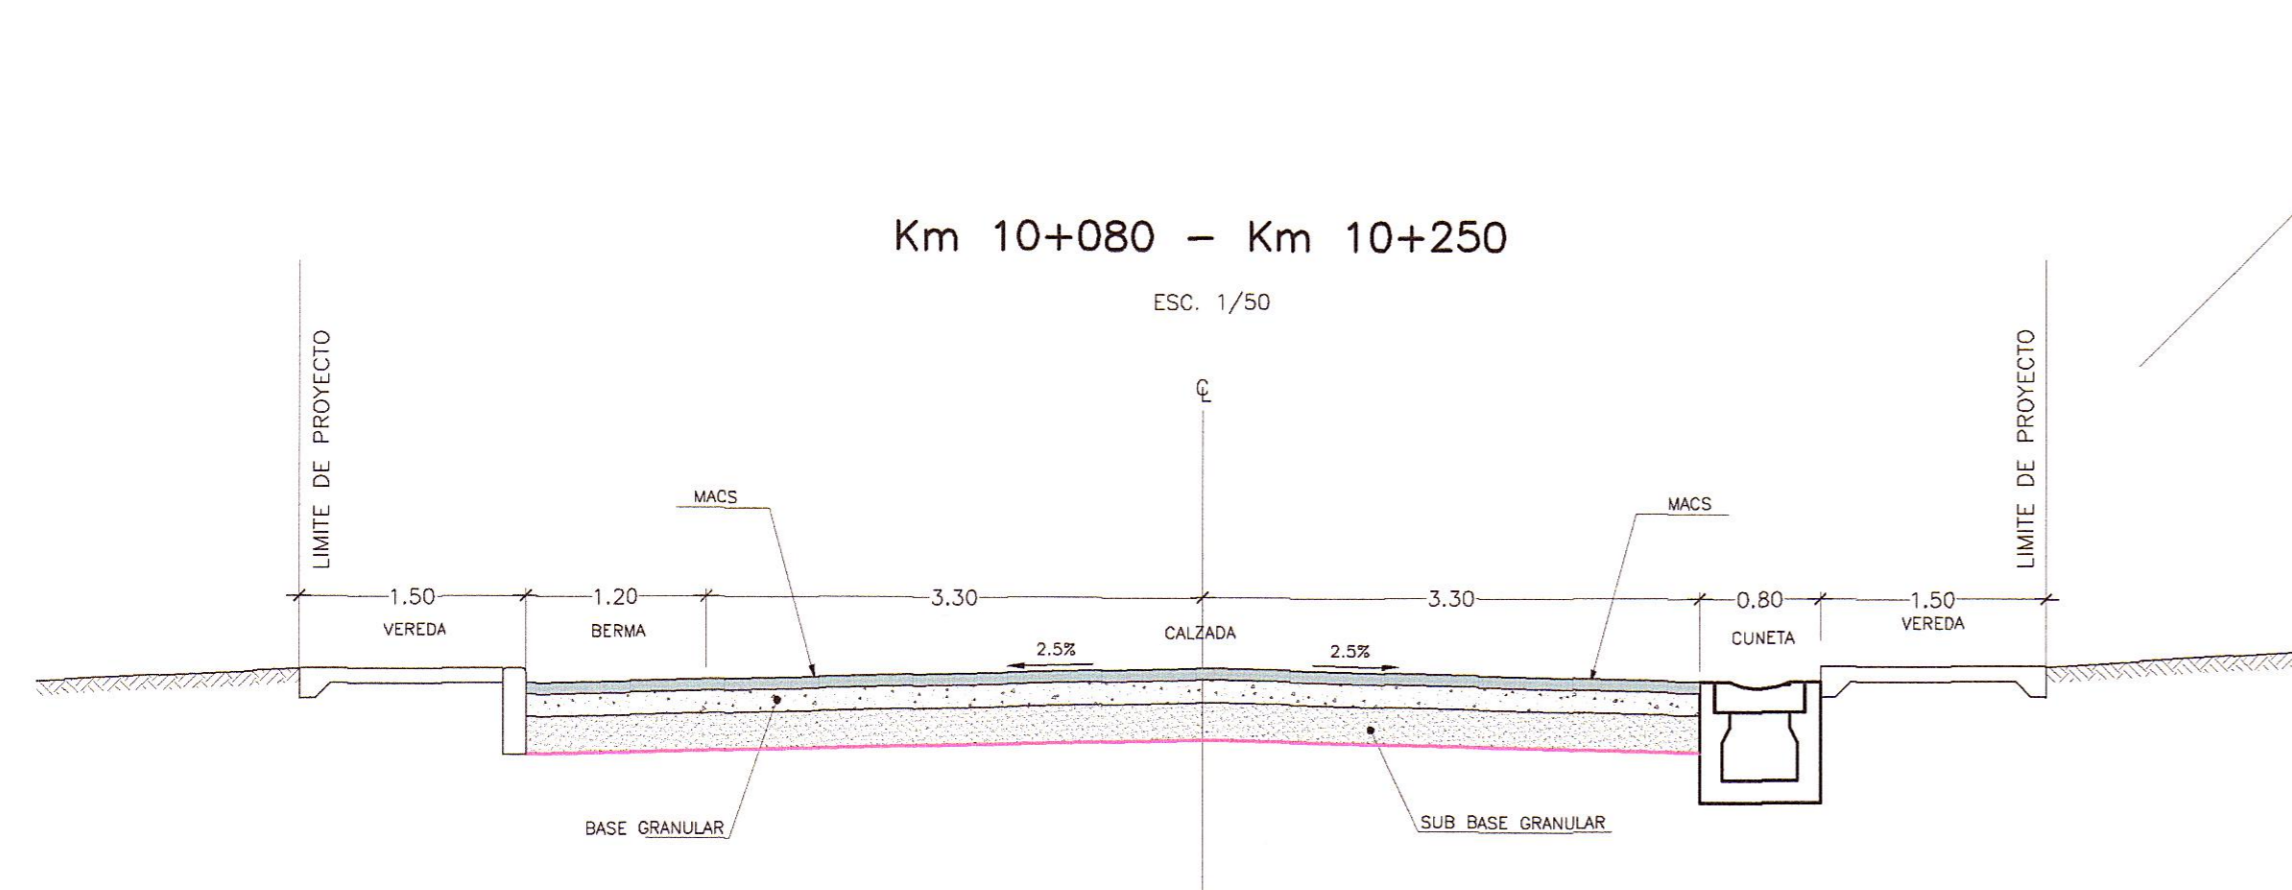 Km 10+080 - Km 10+250
ESC. 1/50
LIMITE DE PROYECTO
LIMITE DE PROYECTO
℄
MACS
MACS
1.50
1.20
3.30
3.30
0.80
1.50
VEREDA
BERMA
CALZADA
CUNETA
VEREDA
2.5%
2.5%
BASE GRANULAR
SUB BASE GRANULAR